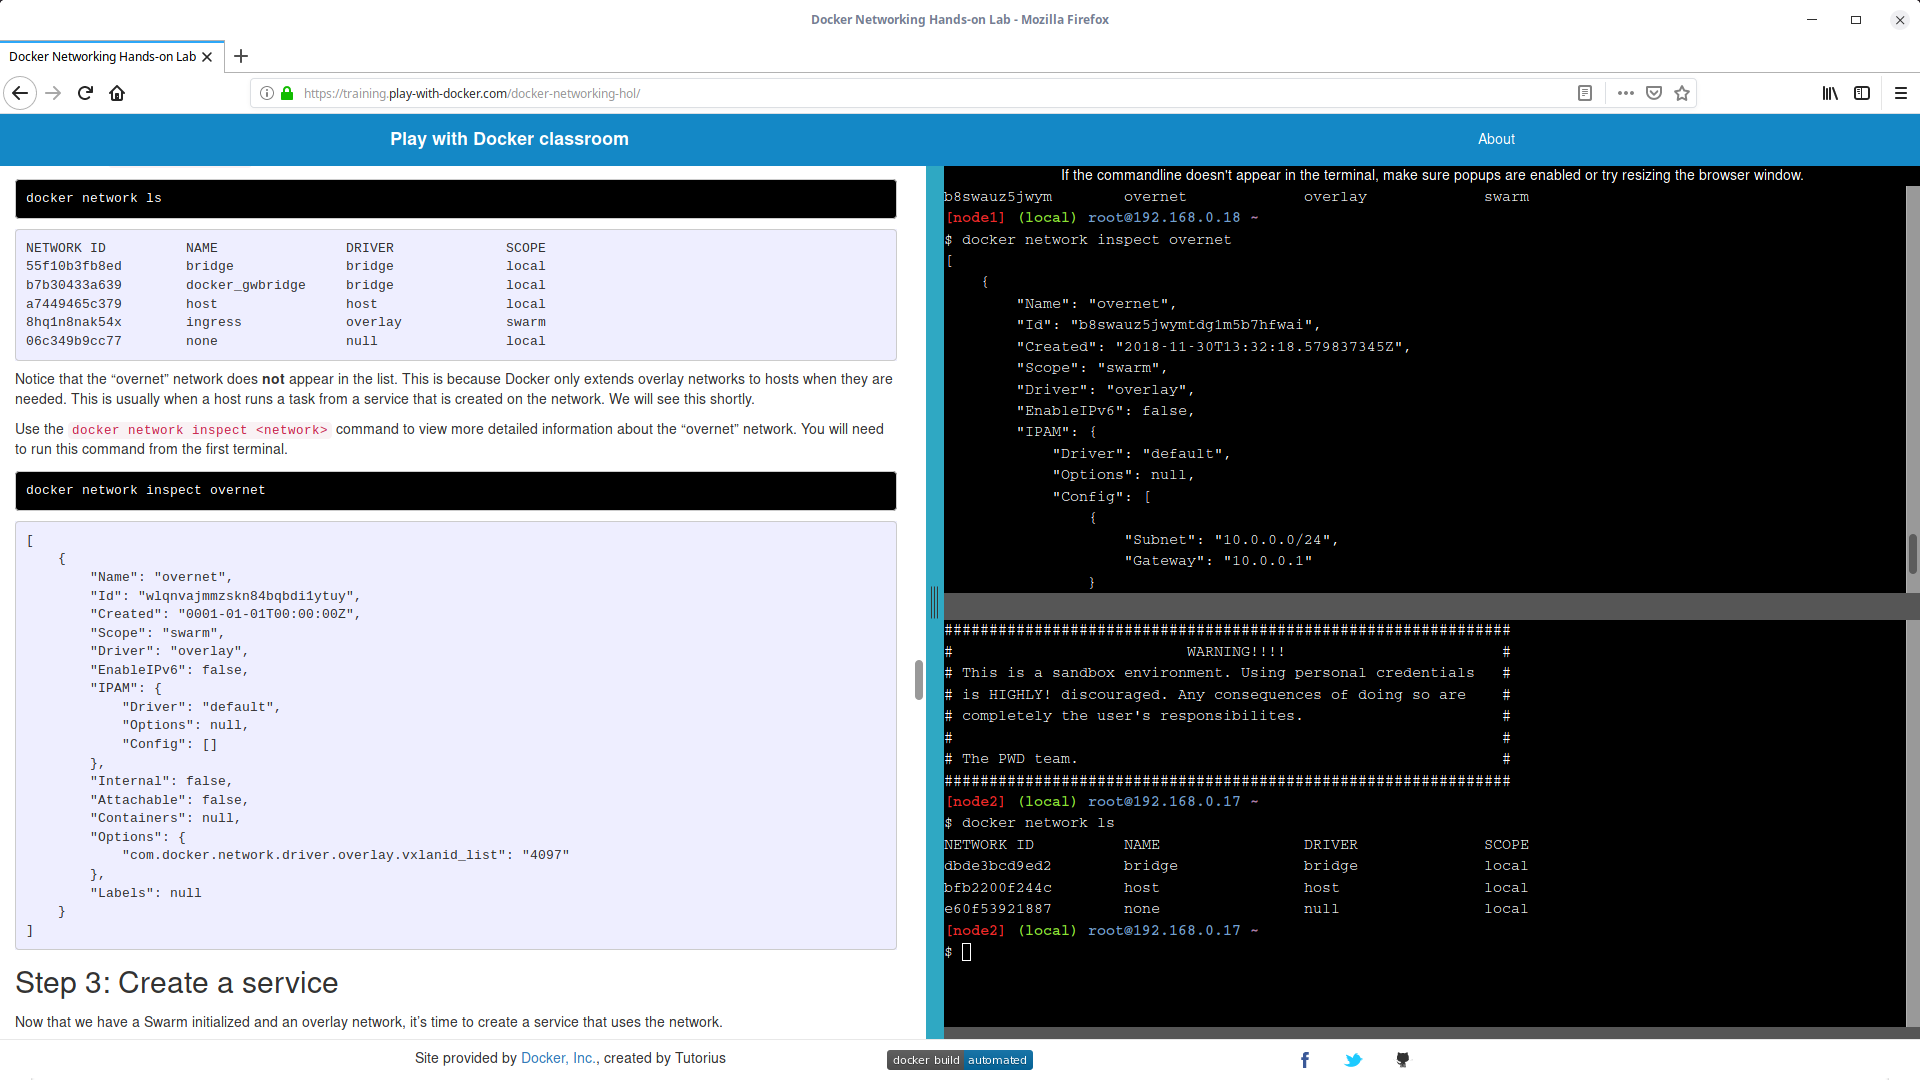 Docker Networking Hands-on Lab - Mozilla Firefox
Docker Networking Hands-on Lab
https://training.play-with-docker.com/docker-networking-hol/
Play with Docker classroom
About
docker network ls
NETWORK ID NAME DRIVER SCOPE
55f10b3fb8ed bridge bridge local
b7b30433a639 docker_gwbridge bridge local
a7449465c379 host host local
8hq1n8nak54x ingress overlay swarm
06c349b9cc77 none null local
Notice that the “overnet” network does not appear in the list. This is because Docker only extends overlay networks to hosts when they are
needed. This is usually when a host runs a task from a service that is created on the network. We will see this shortly.
Use the docker network inspect <network> command to view more detailed information about the “overnet” network. You will need
to run this command from the first terminal.
docker network inspect overnet
[
{
"Name": "overnet",
"Id": "wlqnvajmmzskn84bqbdi1ytuy",
"Created": "0001-01-01T00:00:00Z",
"Scope": "swarm",
"Driver": "overlay",
"EnableIPv6": false,
"IPAM": {
"Driver": "default",
"Options": null,
"Config": []
},
"Internal": false,
"Attachable": false,
"Containers": null,
"Options": {
"com.docker.network.driver.overlay.vxlanid_list": "4097"
},
"Labels": null
}
]
Step 3: Create a service
Now that we have a Swarm initialized and an overlay network, it’s time to create a service that uses the network.
If the commandline doesn't appear in the terminal, make sure popups are enabled or try resizing the browser window.
b8swauz5jwym overnet overlay swarm
[node1] (local) root@192.168.0.18 ~
$ docker network inspect overnet
[
{
"Name": "overnet",
"Id": "b8swauz5jwymtdg1m5b7hfwai",
"Created": "2018-11-30T13:32:18.579837345Z",
"Scope": "swarm",
"Driver": "overlay",
"EnableIPv6": false,
"IPAM": {
"Driver": "default",
"Options": null,
"Config": [
{
"Subnet": "10.0.0.0/24",
"Gateway": "10.0.0.1"
}
###############################################################
# WARNING!!!! #
# This is a sandbox environment. Using personal credentials #
# is HIGHLY! discouraged. Any consequences of doing so are #
# completely the user's responsibilites. #
# #
# The PWD team. #
###############################################################
[node2] (local) root@192.168.0.17 ~
$ docker network ls
NETWORK ID NAME DRIVER SCOPE
dbde3bcd9ed2 bridge bridge local
bfb2200f244c host host local
e60f53921887 none null local
[node2] (local) root@192.168.0.17 ~
$
Site provided by Docker, Inc., created by Tutorius
docker build automated